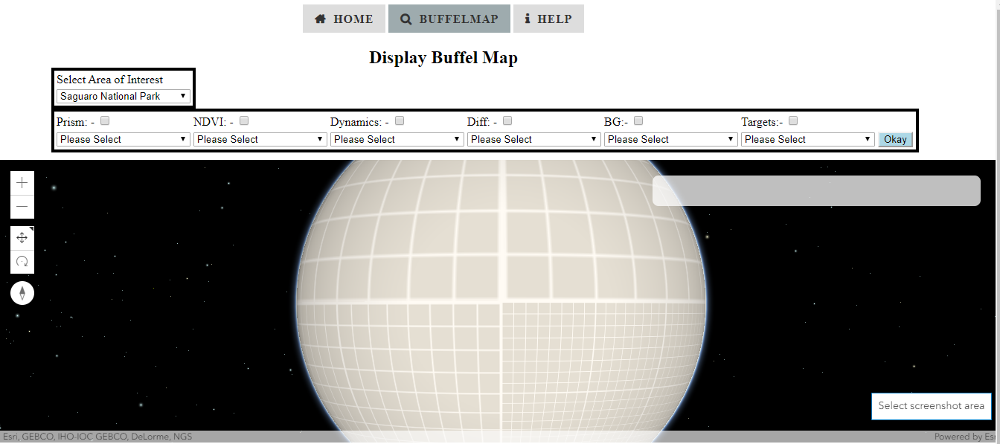 HOME BUFFELMAP HELP
Display Buffel Map
Select Area of Interest
Saguaro National Park
Prism: - NDVI: - Dynamics: - Diff: - BG:- Targets:-
Please Select Please Select Please Select Please Select Please Select Please Select Okay
Select screenshot area
Esri, GEBCO, IHO-IOC GEBCO, DeLorme, NGS Powered by Esr